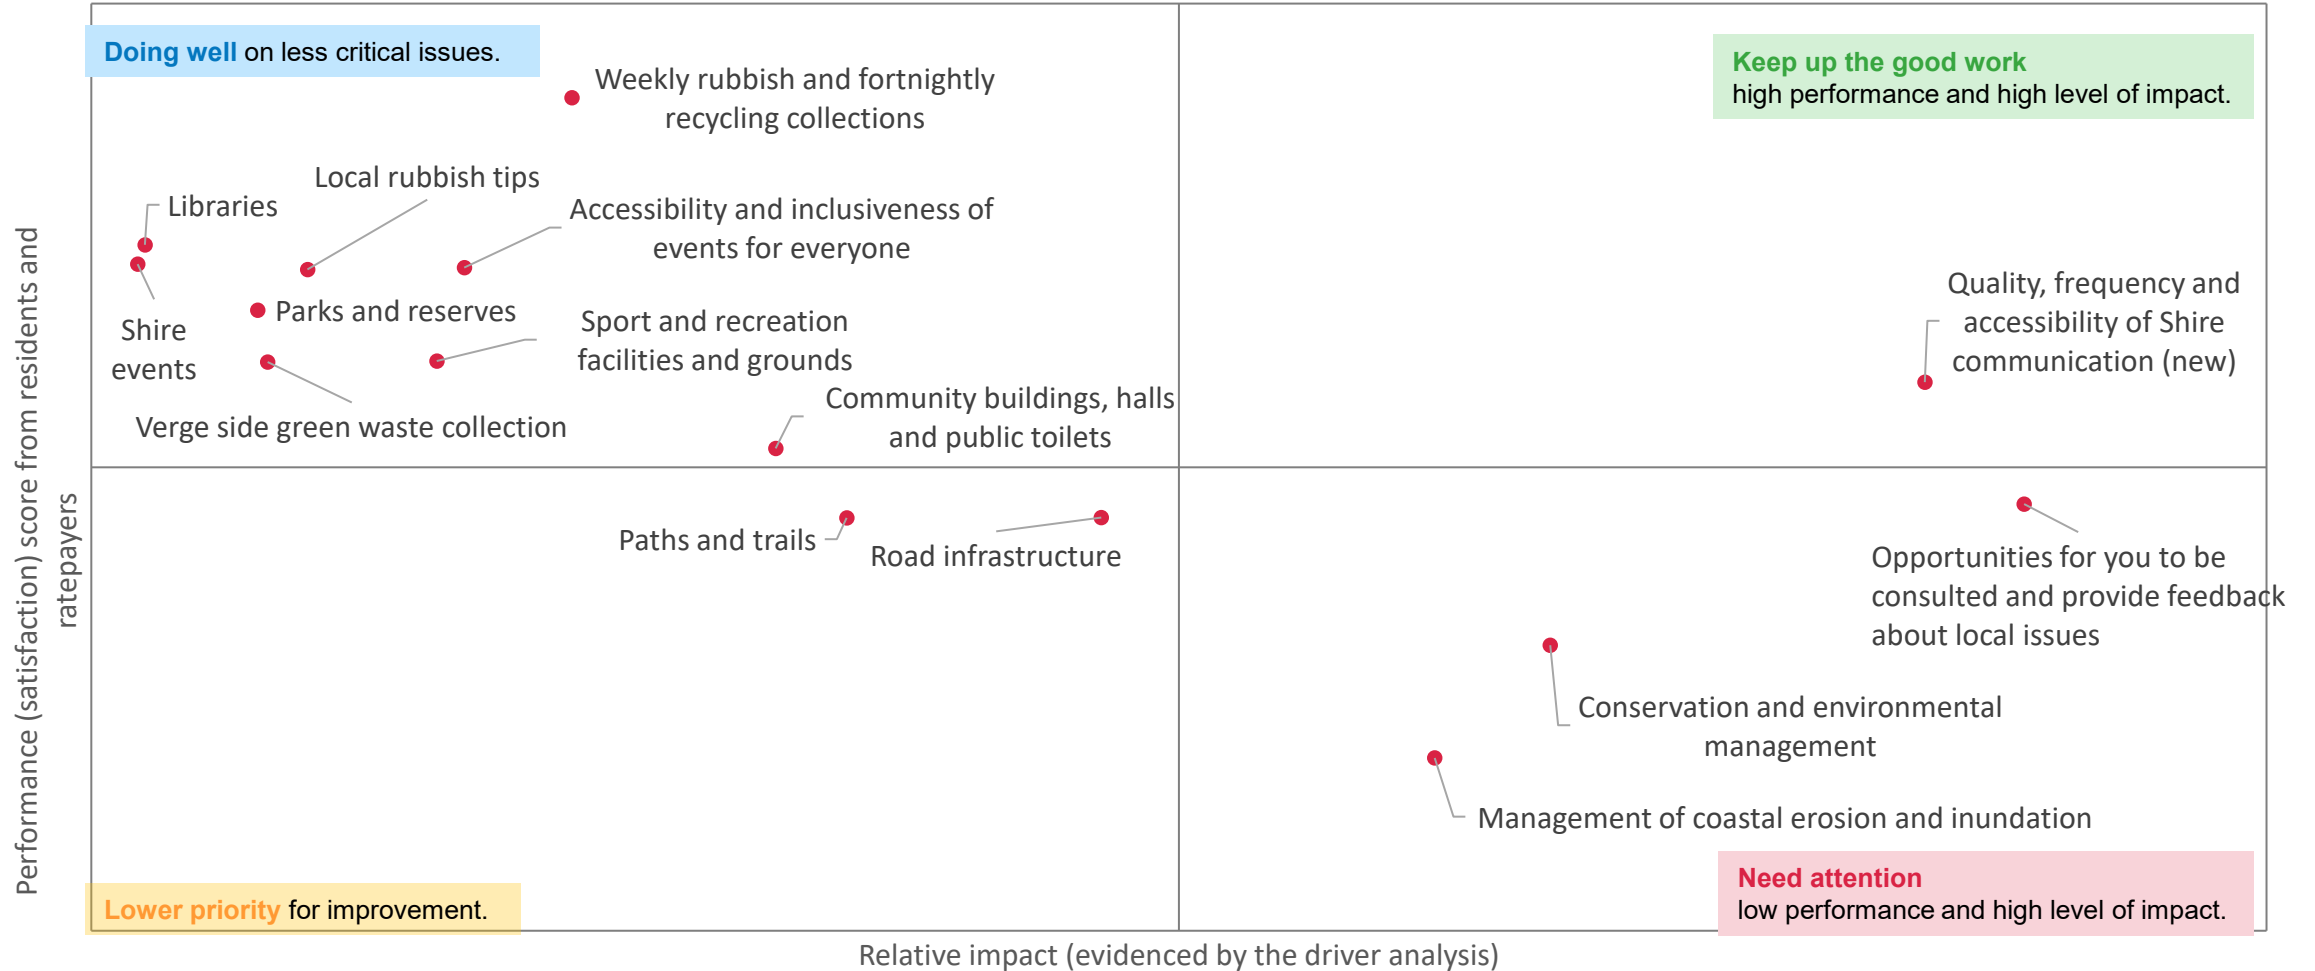 Doing well on less critical issues.
Keep up the good work
high performance and high level of impact.
Weekly rubbish and fortnightly
recycling collections
Local rubbish tips
Libraries
Accessibility and inclusiveness of
events for everyone
Parks and reserves
Shire
events
Sport and recreation
facilities and grounds
Verge side green waste collection
Community buildings, halls
and public toilets
Quality, frequency and
accessibility of Shire
communication (new)
Performance (satisfaction) score from residents and
ratepayers
Paths and trails
Road infrastructure
Opportunities for you to be
consulted and provide feedback
about local issues
Conservation and environmental
management
Management of coastal erosion and inundation
Lower priority for improvement.
Need attention
low performance and high level of impact.
Relative impact (evidenced by the driver analysis)